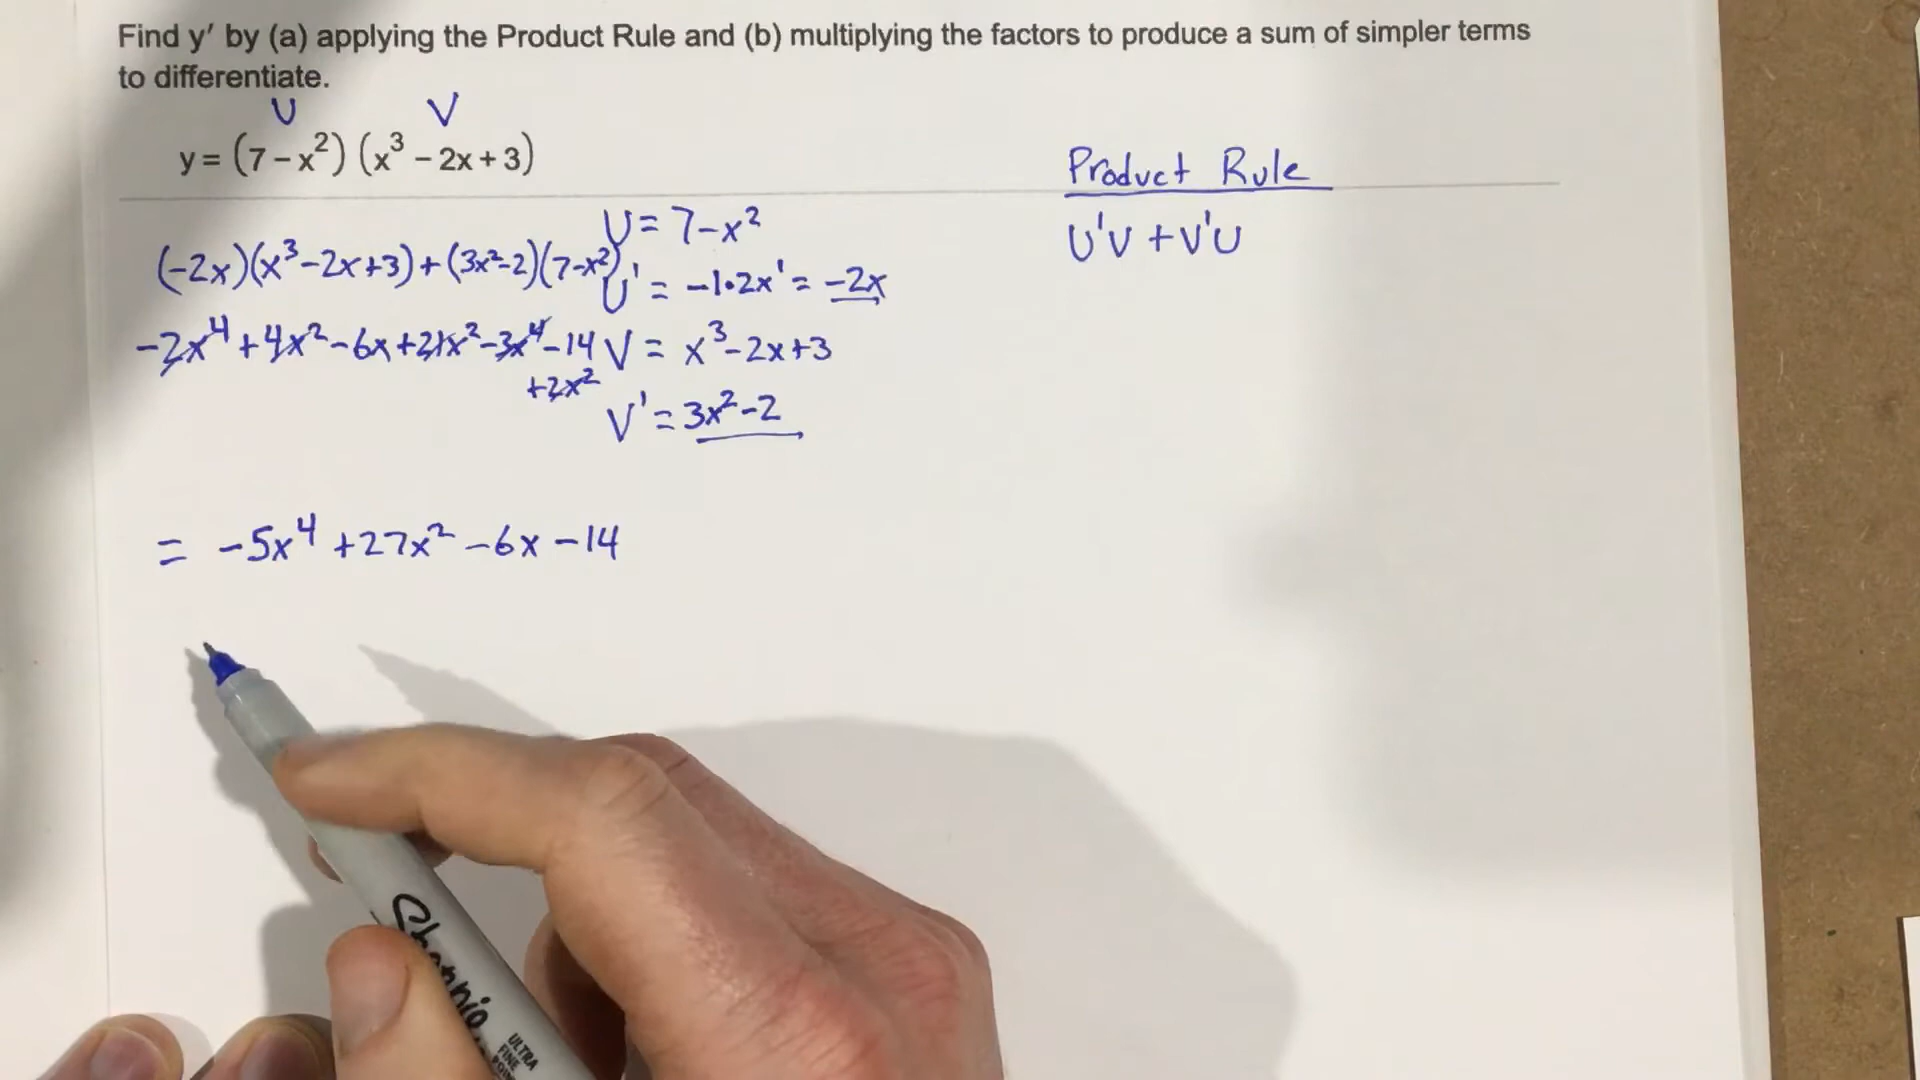 Find y′ by (a) applying the Product Rule and (b) multiplying the factors to produce a sum of simpler terms
to differentiate.
U V
y = (7 − x²) (x³ − 2x + 3)
Product Rule
U'V + V'U
U = 7-x²
(-2x)(x³-2x+3)+(3x²-2)(7-x²)
U' = -1•2x' = -2x
-2x⁴+4x²-6x+21x²-3x⁴-14
+2x²
V = x³-2x+3
V' = 3x²-2
= -5x⁴+27x²-6x-14
Sharpie
ULTRA
FINE